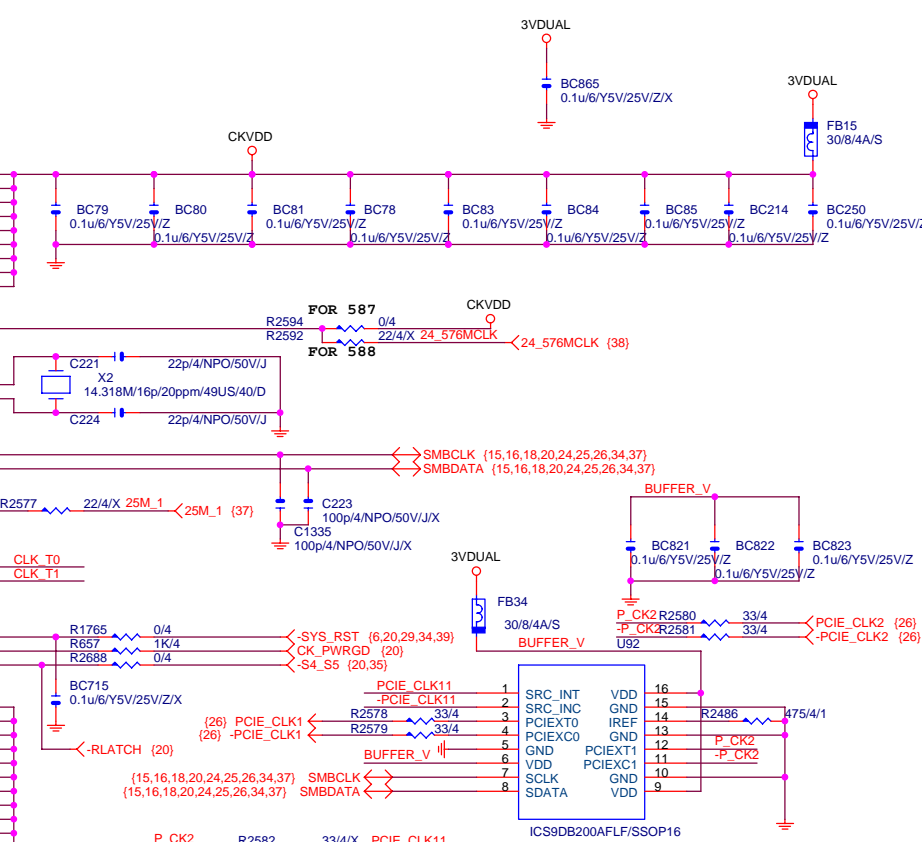 3VDUAL
BC865
0.1u/6/Y5V/25V/Z/X
3VDUAL
FB15
30/8/4A/S
CKVDD
BC79
0.1u/6/Y5V/25V/Z
BC80
0.1u/6/Y5V/25V/Z
BC81
0.1u/6/Y5V/25V/Z
BC78
0.1u/6/Y5V/25V/Z
BC83
0.1u/6/Y5V/25V/Z
BC84
0.1u/6/Y5V/25V/Z
BC85
0.1u/6/Y5V/25V/Z
BC214
0.1u/6/Y5V/25V/Z
BC250
0.1u/6/Y5V/25V/Z
FOR 587
CKVDD
R2594 0/4
R2592 22/4/X 24_576MCLK
24_576MCLK {38}
FOR 588
C221 22p/4/NPO/50V/J
X2
14.318M/16p/20ppm/49US/40/D
C224 22p/4/NPO/50V/J
SMBCLK {15,16,18,20,24,25,26,34,37}
SMBDATA {15,16,18,20,24,25,26,34,37}
R2577 22/4/X 25M_1
25M_1 {37}
C223
100p/4/NPO/50V/J/X
C1335
100p/4/NPO/50V/J/X
BUFFER_V
BC821
0.1u/6/Y5V/25V/Z
BC822
0.1u/6/Y5V/25V/Z
BC823
0.1u/6/Y5V/25V/Z
CLK_T0
CLK_T1
3VDUAL
FB34
30/8/4A/S
BUFFER_V
P_CK2 R2580 33/4
PCIE_CLK2 {26}
-P_CK2 R2581 33/4
-PCIE_CLK2 {26}
U92
R1765 0/4
-SYS_RST {6,20,29,34,39}
R657 1K/4
CK_PWRGD {20}
R2688 0/4
-S4_S5 {20,35}
BC715
0.1u/6/Y5V/25V/Z/X
-RLATCH {20}
PCIE_CLK11 1 SRC_INT VDD 16
-PCIE_CLK11 2 SRC_INC GND 15
{26} PCIE_CLK1 R2578 33/4 3 PCIEXT0 IREF 14 R2486 475/4/1
{26} -PCIE_CLK1 R2579 33/4 4 PCIEXC0 GND 13
5 GND PCIEXT1 12 P_CK2
BUFFER_V 6 VDD PCIEXC1 11 -P_CK2
{15,16,18,20,24,25,26,34,37} SMBCLK 7 SCLK GND 10
{15,16,18,20,24,25,26,34,37} SMBDATA 8 SDATA VDD 9
ICS9DB200AFLF/SSOP16
P_CK2 R2582 33/4/X PCIE_CLK11